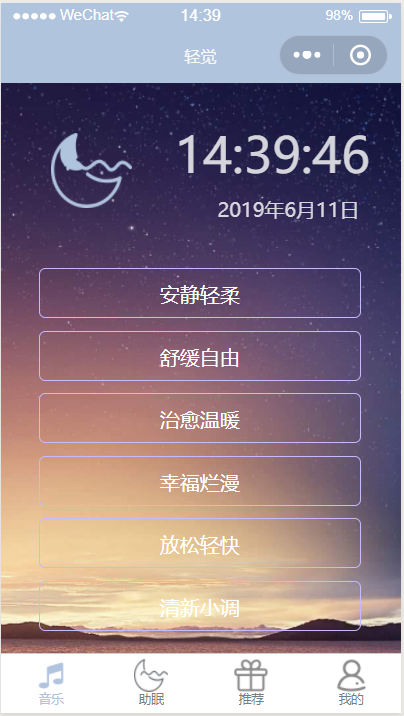 WeChat 14:39 98%
轻觉
14:39:46
2019年6月11日
安静轻柔
舒缓自由
治愈温暖
幸福烂漫
放松轻快
清新小调
音乐 助眠 推荐 我的